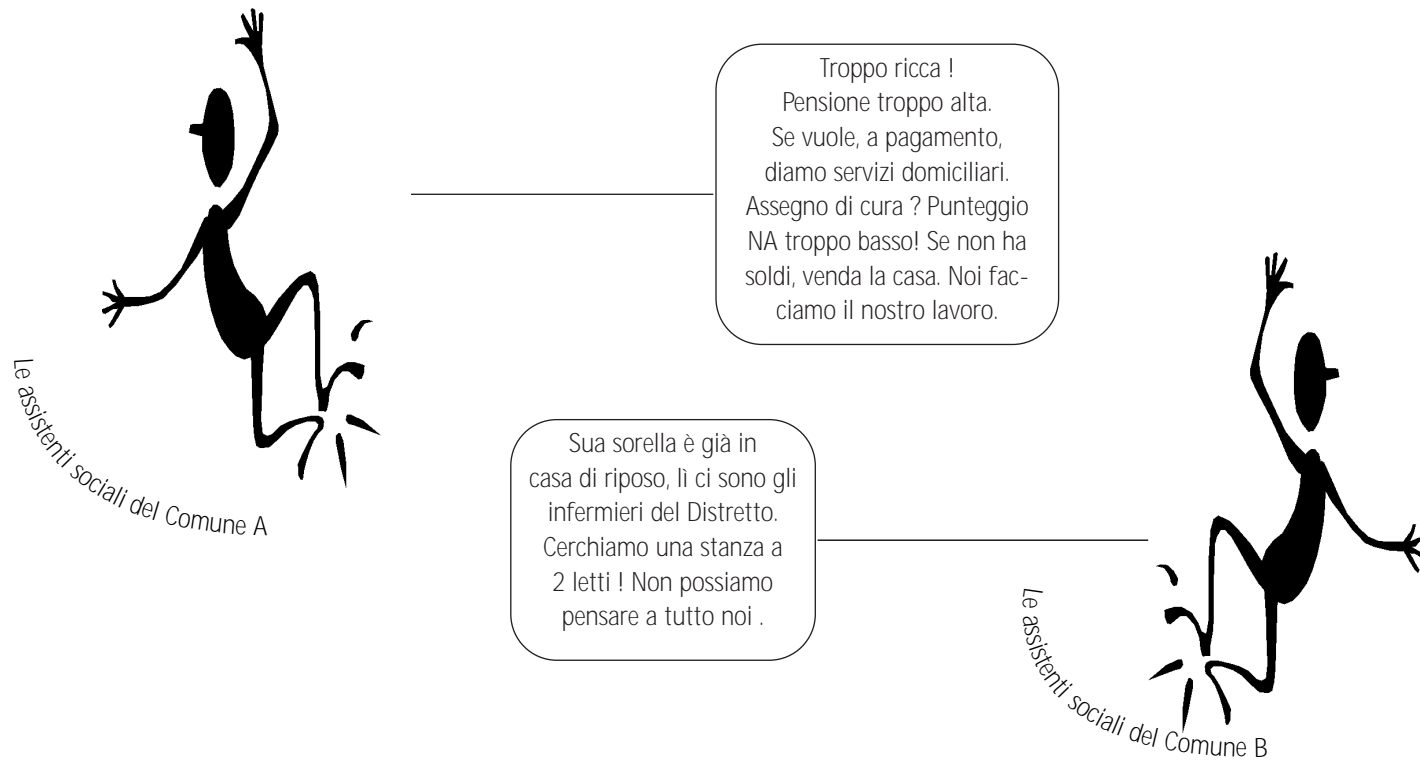 Troppo ricca !
Pensione troppo alta.
Se vuole, a pagamento,
diamo servizi domiciliari.
Assegno di cura ? Punteggio
NA troppo basso! Se non ha
soldi, venda la casa. Noi fac-
ciamo il nostro lavoro.
Le assistenti sociali del Comune A
Sua sorella è già in
casa di riposo, lì ci sono gli
infermieri del Distretto.
Cerchiamo una stanza a
2 letti ! Non possiamo
pensare a tutto noi .
Le assistenti sociali del Comune B